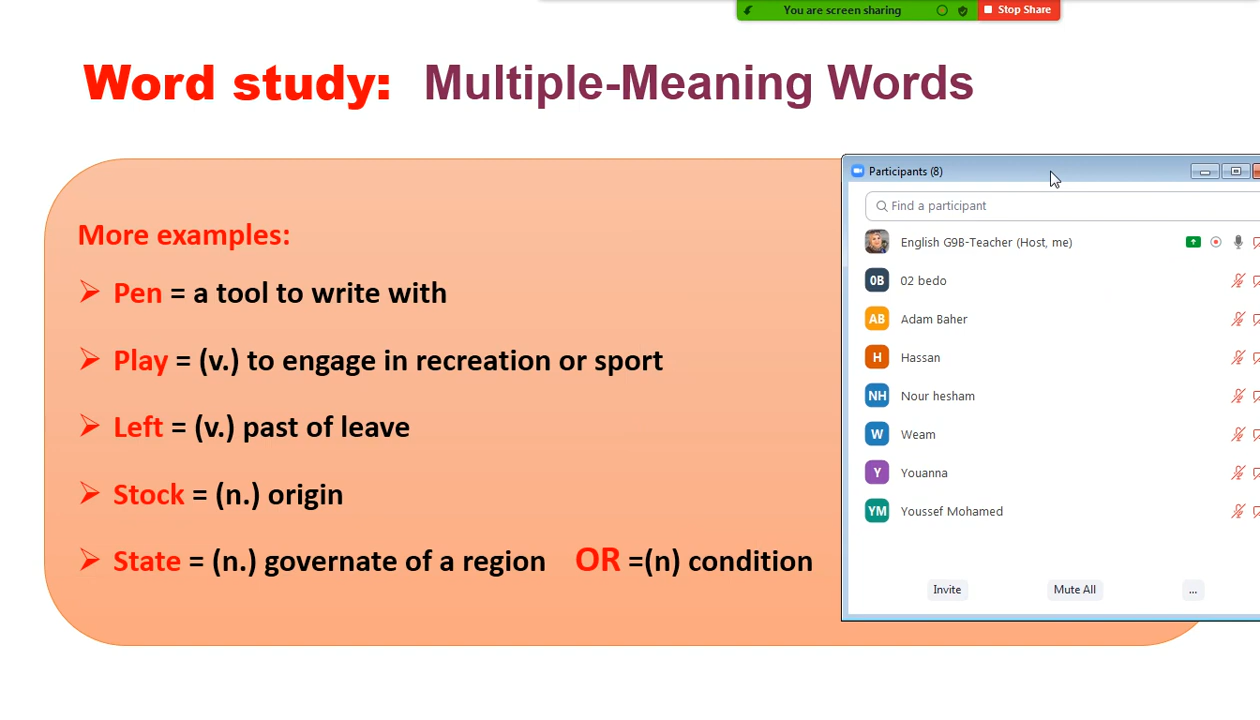 You are screen sharing Stop Share
Word study: Multiple-Meaning Words
More examples:
Pen = a tool to write with
Play = (v.) to engage in recreation or sport
Left = (v.) past of leave
Stock = (n.) origin
State = (n.) governate of a region OR =(n) condition
Participants (8)
Find a participant
English G9B-Teacher (Host, me)
0B 02 bedo
AB Adam Baher
H Hassan
NH Nour hesham
W Weam
Y Youanna
YM Youssef Mohamed
Invite Mute All ...